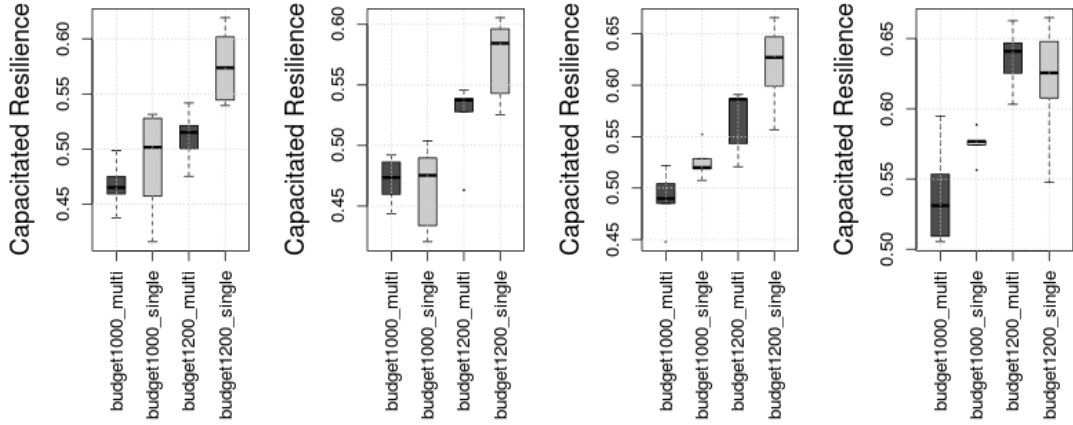 Capacitated Resilience
0.45 0.50 0.55 0.60
budget1000_multi
budget1000_single
budget1200_multi
budget1200_single
Capacitated Resilience
0.45 0.50 0.55 0.60
budget1000_multi
budget1000_single
budget1200_multi
budget1200_single
Capacitated Resilience
0.45 0.50 0.55 0.60 0.65
budget1000_multi
budget1000_single
budget1200_multi
budget1200_single
Capacitated Resilience
0.50 0.55 0.60 0.65
budget1000_multi
budget1000_single
budget1200_multi
budget1200_single